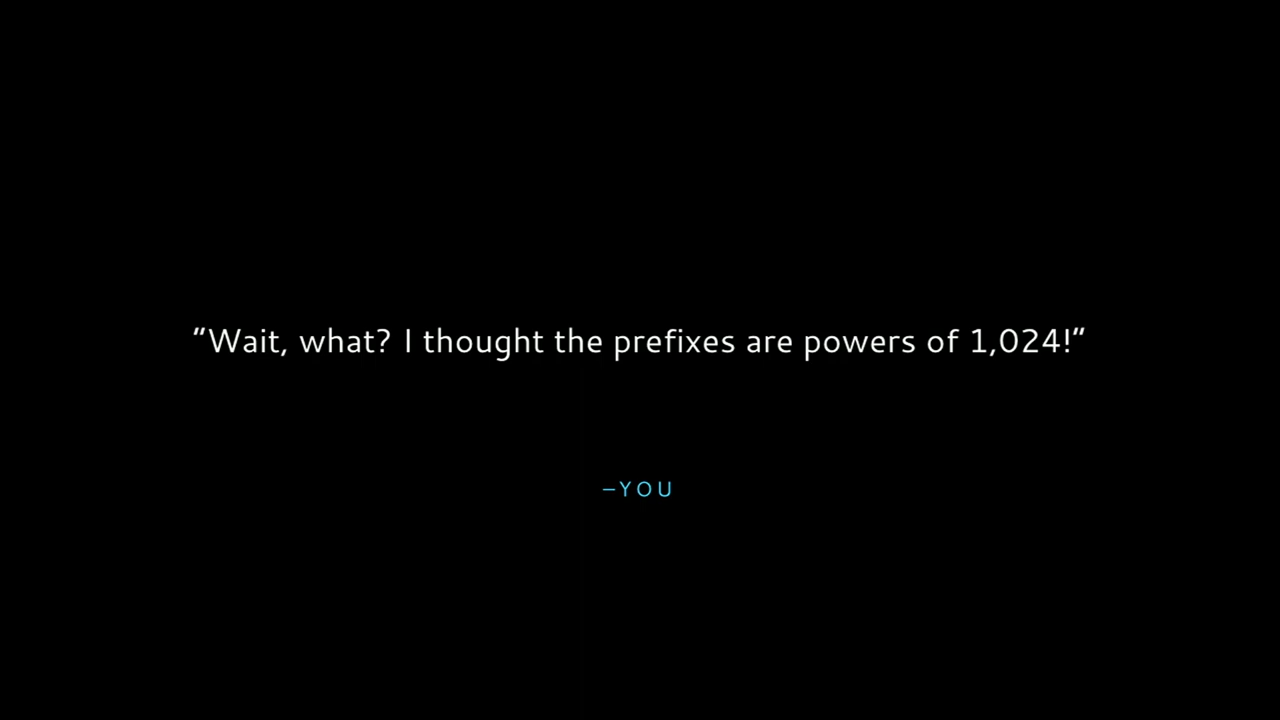 “Wait, what? I thought the prefixes are powers of 1,024!”
–YOU